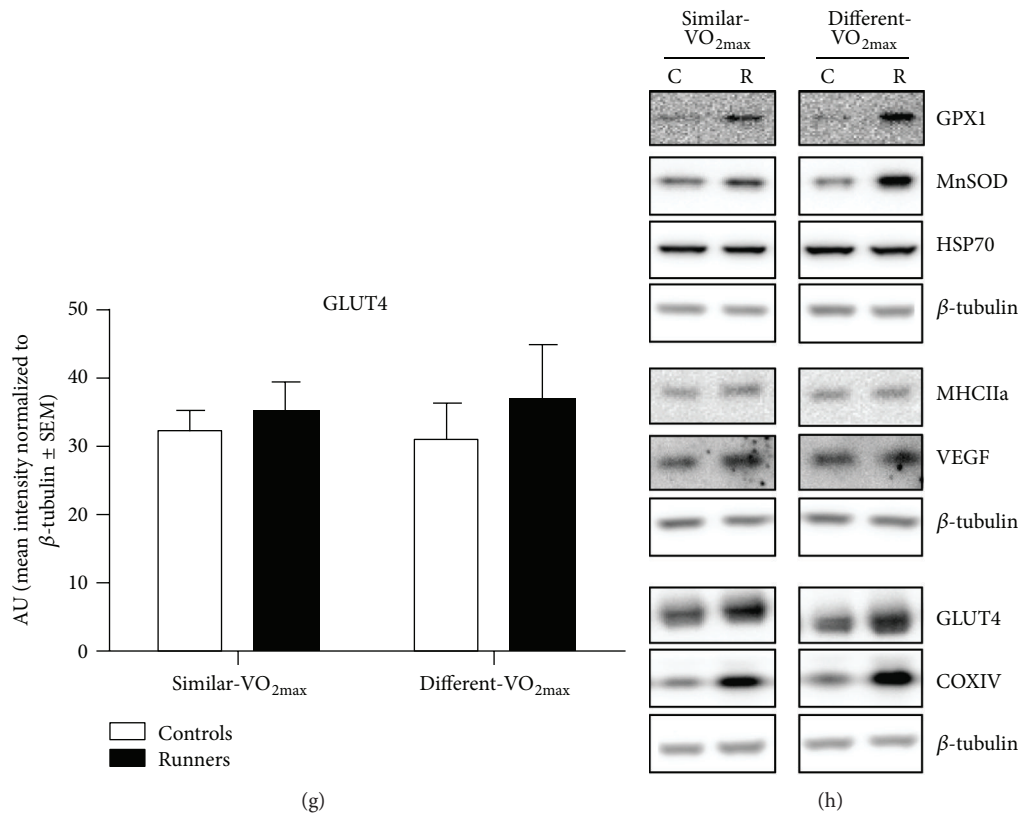 GLUT4
50
40
30
20
10
0
AU (mean intensity normalized to
β-tubulin ± SEM)
Similar-VO2max
Different-VO2max
Controls
Runners
(g)
Similar-
VO2max
Different-
VO2max
C R C R
GPX1
MnSOD
HSP70
β-tubulin
MHCIIa
VEGF
β-tubulin
GLUT4
COXIV
β-tubulin
(h)